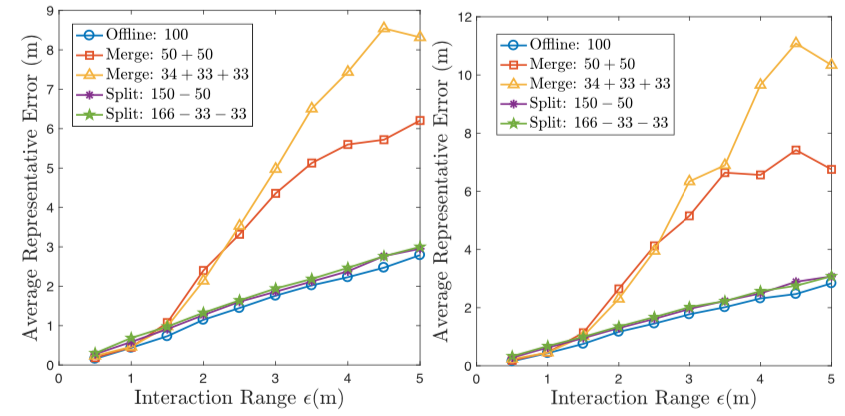 Average Representative Error (m)
9
8
7
6
5
4
3
2
1
0
Offline: 100
Merge: 50 + 50
Merge: 34 + 33 + 33
Split: 150 − 50
Split: 166 − 33 − 33
0
1
2
3
4
5
Interaction Range ϵ(m)
Average Representative Error (m)
12
10
8
6
4
2
0
Offline: 100
Merge: 50 + 50
Merge: 34 + 33 + 33
Split: 150 − 50
Split: 166 − 33 − 33
0
1
2
3
4
5
Interaction Range ϵ(m)